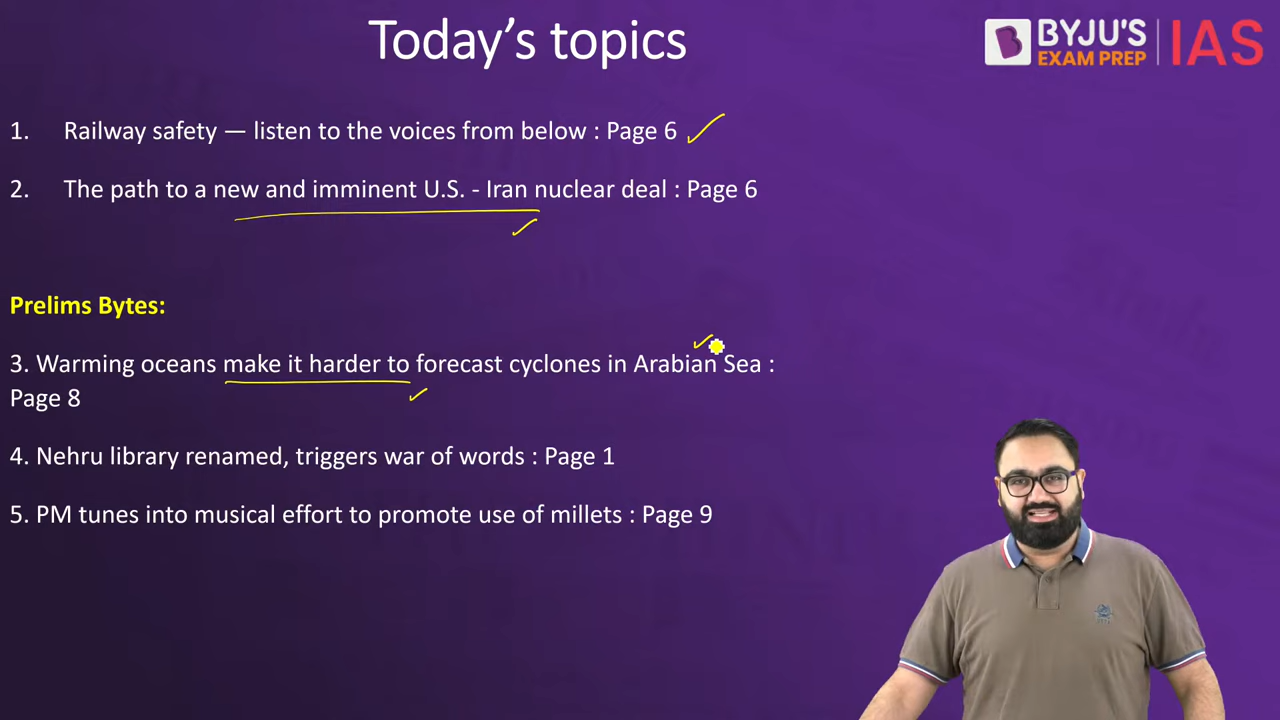 Today's topics
BYJU'S
EXAM PREP
IAS
1. Railway safety — listen to the voices from below : Page 6
2. The path to a new and imminent U.S. - Iran nuclear deal : Page 6
Prelims Bytes:
3. Warming oceans make it harder to forecast cyclones in Arabian Sea :
Page 8
4. Nehru library renamed, triggers war of words : Page 1
5. PM tunes into musical effort to promote use of millets : Page 9